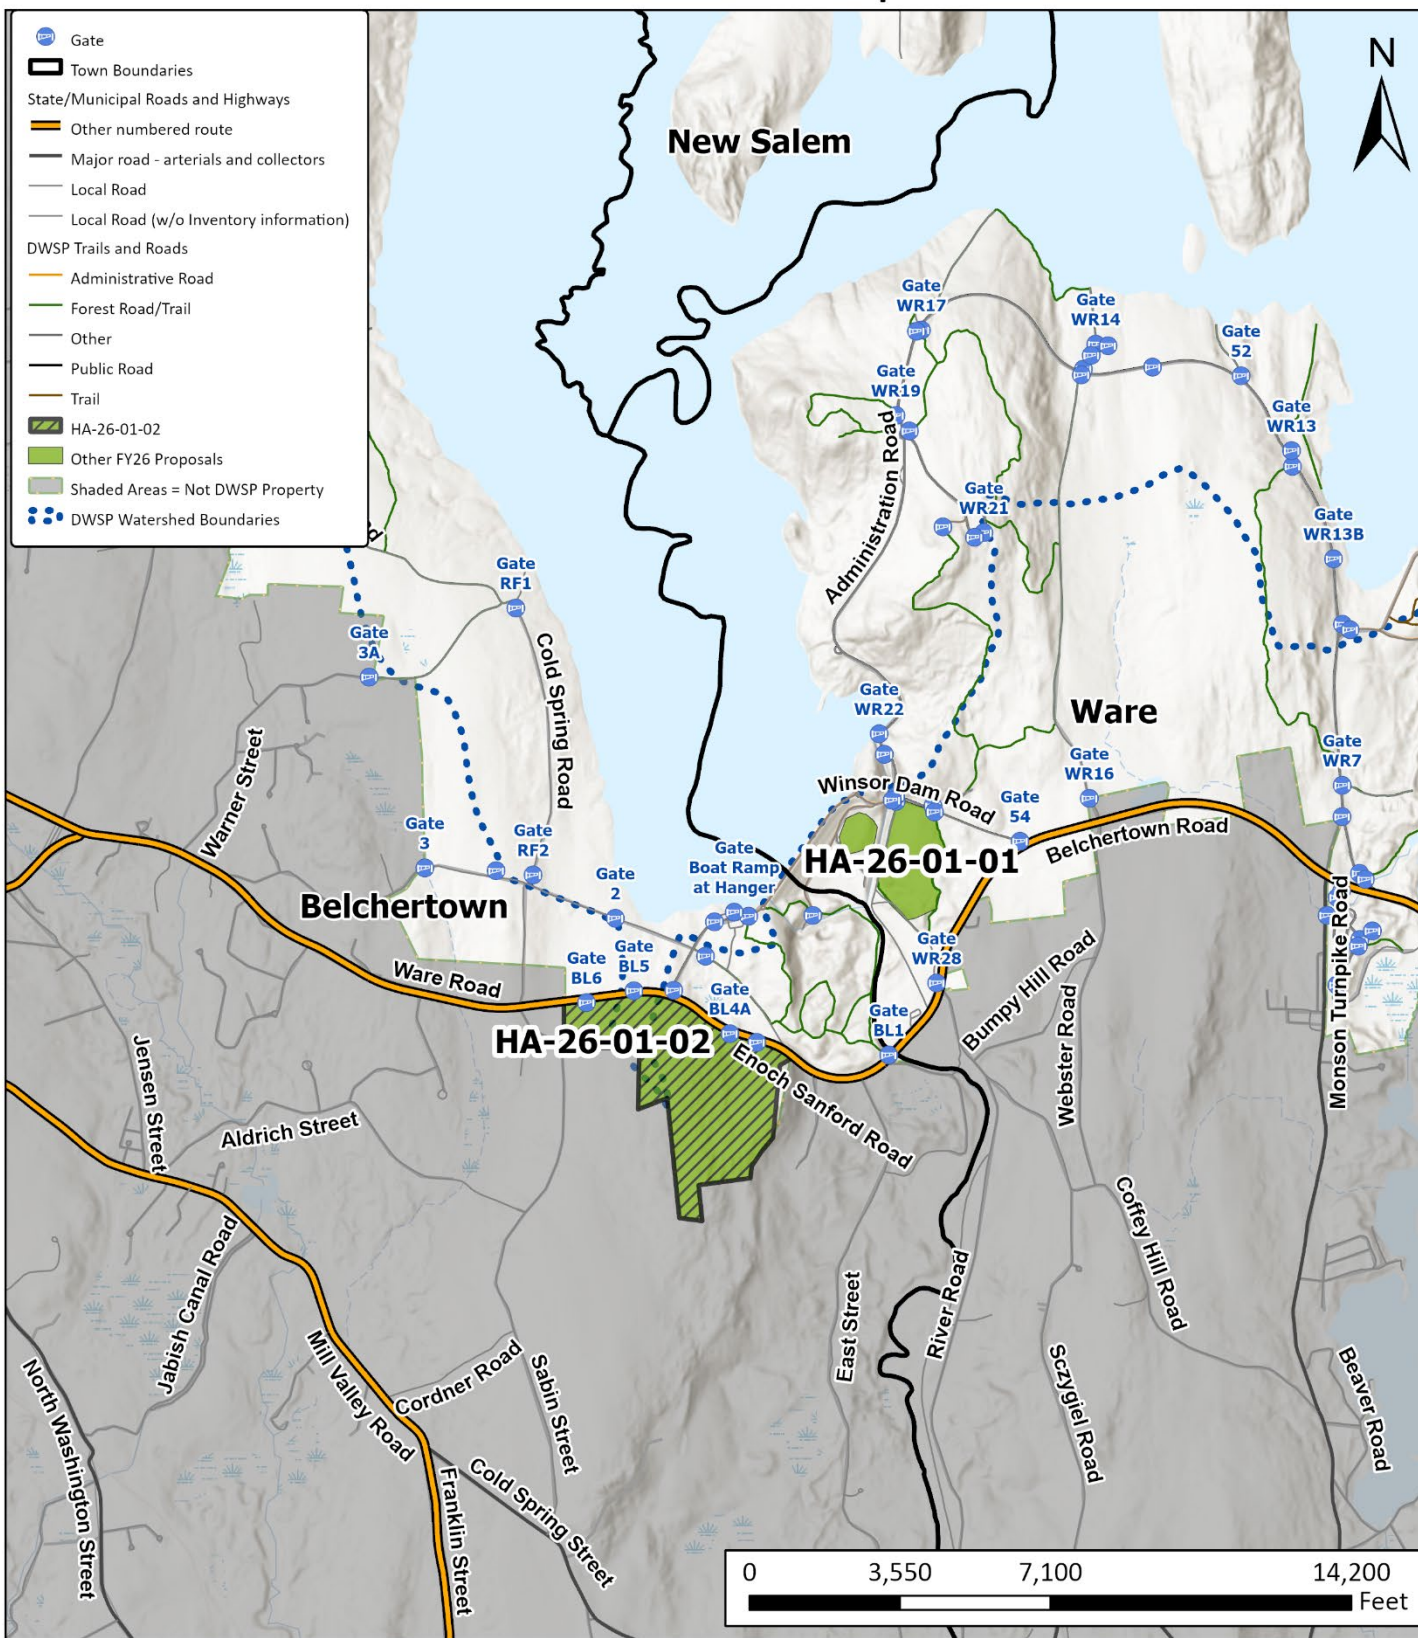 Gate
Town Boundaries
State/Municipal Roads and Highways
Other numbered route
Major road - arterials and collectors
Local Road
Local Road (w/o Inventory information)
DWSP Trails and Roads
Administrative Road
Forest Road/Trail
Other
Public Road
Trail
HA-26-01-02
Other FY26 Proposals
Shaded Areas = Not DWSP Property
DWSP Watershed Boundaries
N
New Salem
Gate
WR17
Gate
WR14
Gate
52
Gate
WR19
Gate
WR13
Administration Road
Gate
WR21
Gate
WR13B
Gate
RF1
Gate
3A
Cold Spring Road
Gate
WR22
Ware
Warner Street
Gate
WR16
Gate
WR7
Winsor Dam Road
Gate
54
Belchertown Road
Gate
3
Gate
RF2
Gate
Boat Ramp
at Hanger
HA-26-01-01
Gate
2
Belchertown
Monson Turnpike Road
Ware Road
Gate
BL6
Gate
BL5
Gate
WR28
Bumpy Hill Road
Gate
BL4A
Gate
BL1
Webster Road
HA-26-01-02
Enoch Sanford Road
Jensen Street
Aldrich Street
Coffey Hill Road
Jabish Canal Road
East Street
River Road
Mill Valley Road
Cordner Road
Sabin Street
Sczygiel Road
Beaver Road
North Washington Street
Franklin Street
Cold Spring Street
0 3,550 7,100 14,200
Feet